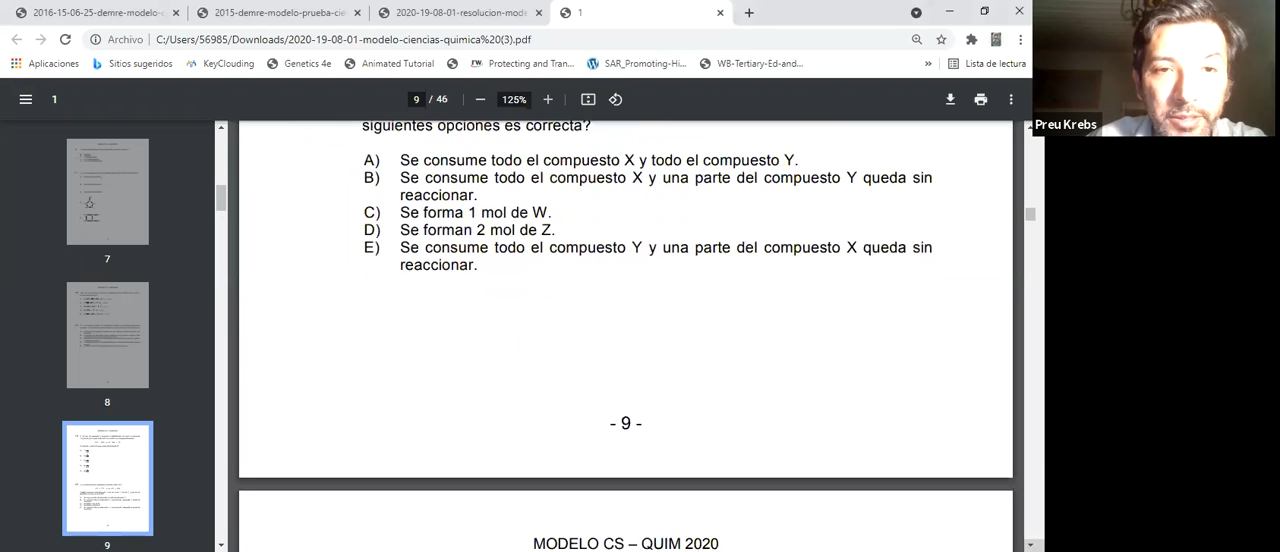 2016-15-06-25-demre-modelo-
2015-demre-modelo-prueba-cie
2020-19-08-01-resolucion-mode
1
Archivo
C:/Users/56985/Downloads/2020-19-08-01-modelo-ciencias-quimica%20(3).pdf
Aplicaciones
Sitios sugeridos
KeyClouding
Genetics 4e
Animated Tutorial
Probbing and Tran...
SAR_Promoting-Hi...
WB-Tertiary-Ed-and...
»
Lista de lectura
1
9 / 46
125%
Preu Krebs
7
8
9
siguientes opciones es correcta?
A) Se consume todo el compuesto X y todo el compuesto Y.
B) Se consume todo el compuesto X y una parte del compuesto Y queda sin
reaccionar.
C) Se forma 1 mol de W.
D) Se forman 2 mol de Z.
E) Se consume todo el compuesto Y y una parte del compuesto X queda sin
reaccionar.
- 9 -
MODELO CS – QUIM 2020